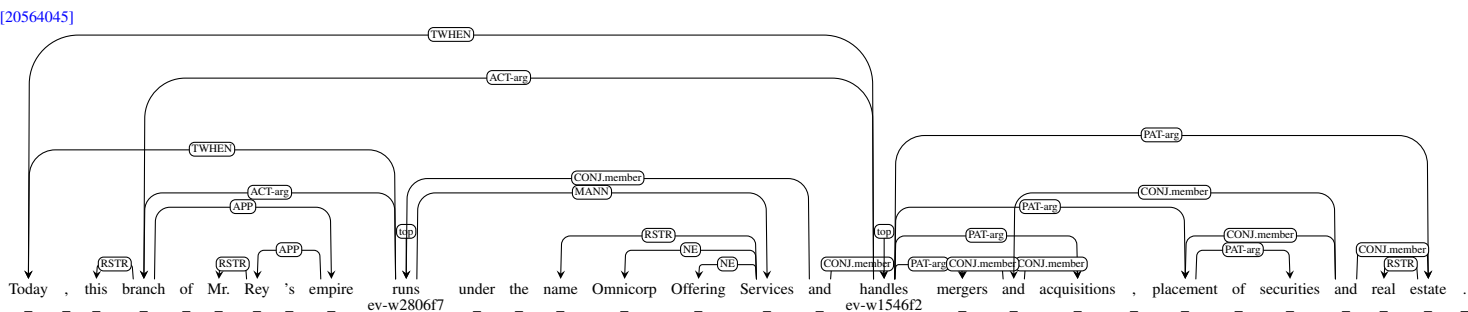 [20564045]
TWHEN
ACT-arg
PAT-arg
TWHEN
CONJ.member
ACT-arg MANN CONJ.member
APP PAT-arg
top top
RSTR PAT-arg CONJ.member
APP NE PAT-arg CONJ.member
RSTR RSTR NE CONJ.member PAT-arg CONJ.member CONJ.member RSTR
Today , this branch of Mr. Rey 's empire runs under the name Omnicorp Offering Services and handles mergers and acquisitions , placement of securities and real estate .
_ _ _ _ _ _ _ _ _ ev-w2806f7 _ _ _ _ _ _ _ ev-w1546f2 _ _ _ _ _ _ _ _ _ _ _